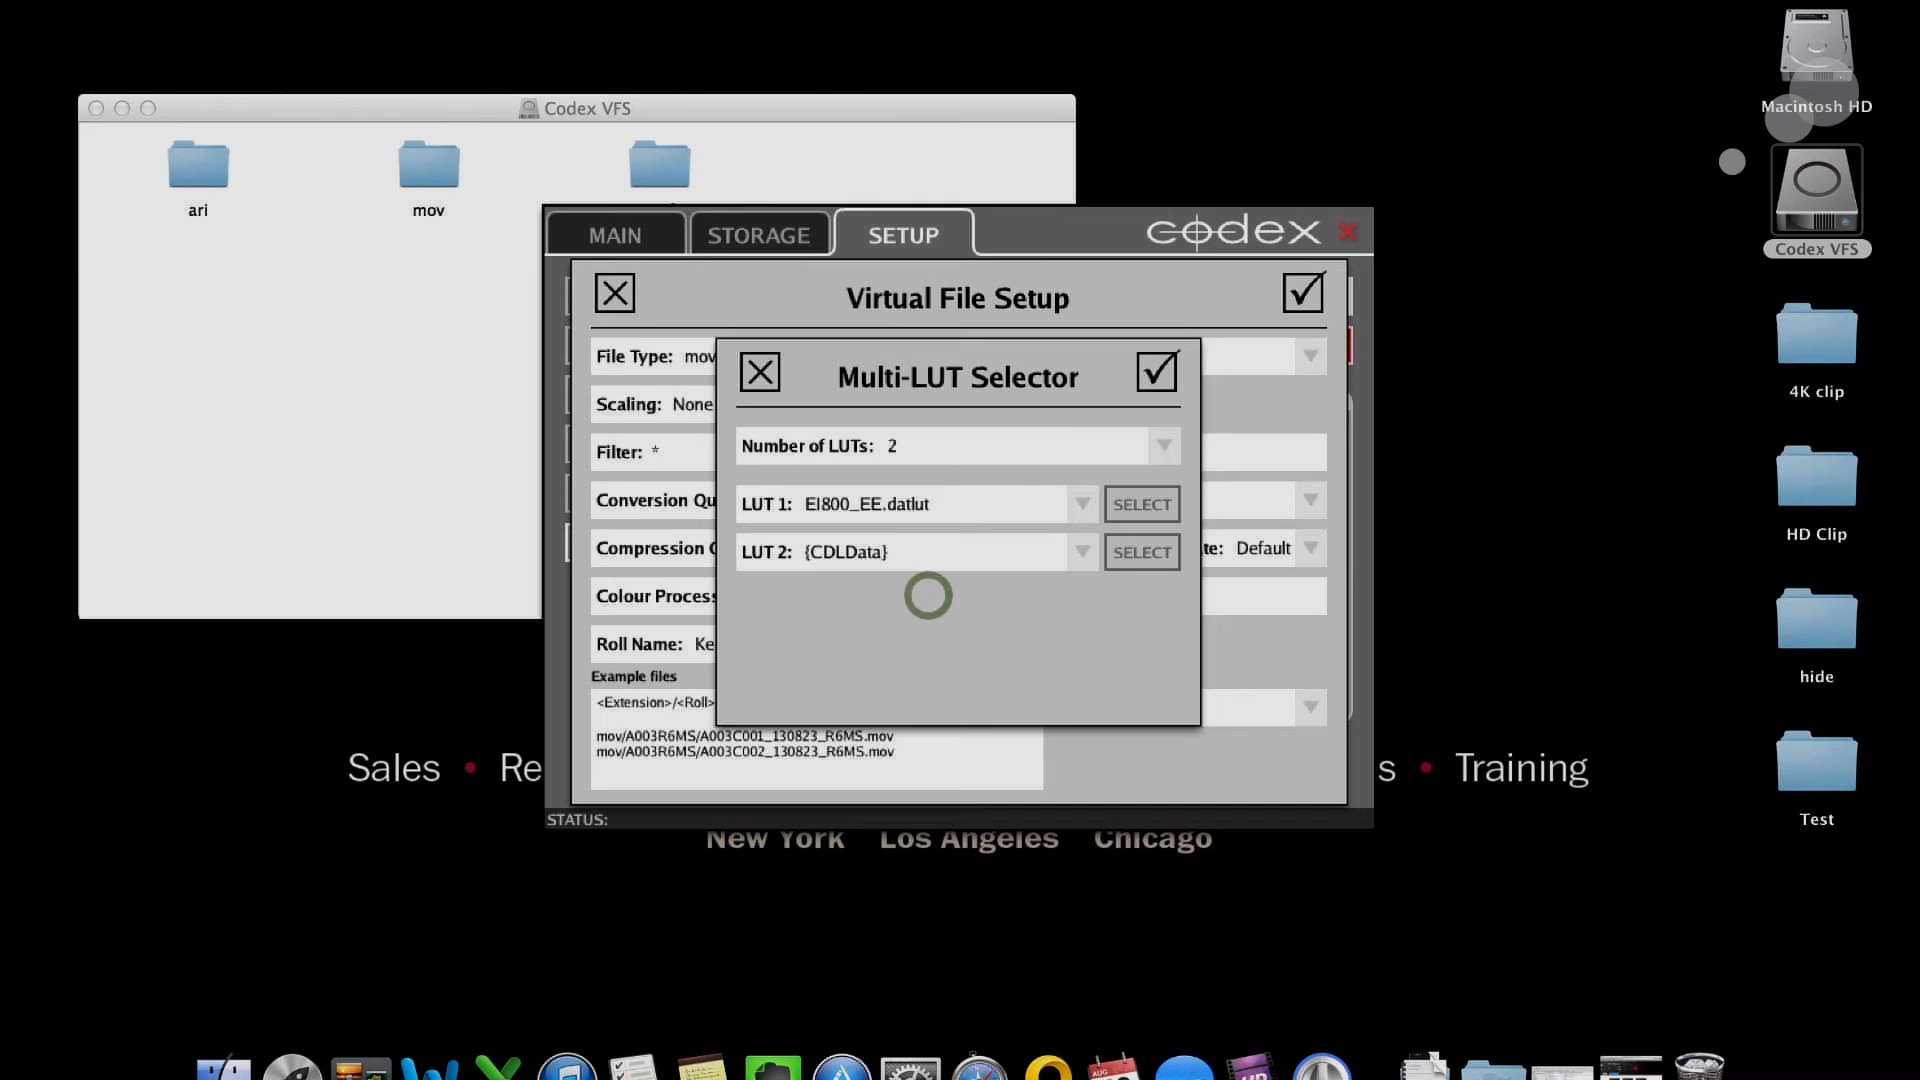 Codex VFS
ari
mov
MAIN
STORAGE
SETUP
codex
Virtual File Setup
File Type: mov
Scaling: None
Filter: *
Conversion Qu
Compression
te: Default
Colour Process
Roll Name: Ke
Example files
<Extension>/<Roll>
mov/A003R6MS/A003C001_130823_R6MS.mov
mov/A003R6MS/A003C002_130823_R6MS.mov
STATUS:
Multi-LUT Selector
Number of LUTs: 2
LUT 1: EI800_EE.datlut
SELECT
LUT 2: {CDLData}
SELECT
Sales • Re
s • Training
New York Los Angeles Chicago
Macintosh HD
Codex VFS
4K clip
HD Clip
hide
Test
AUG